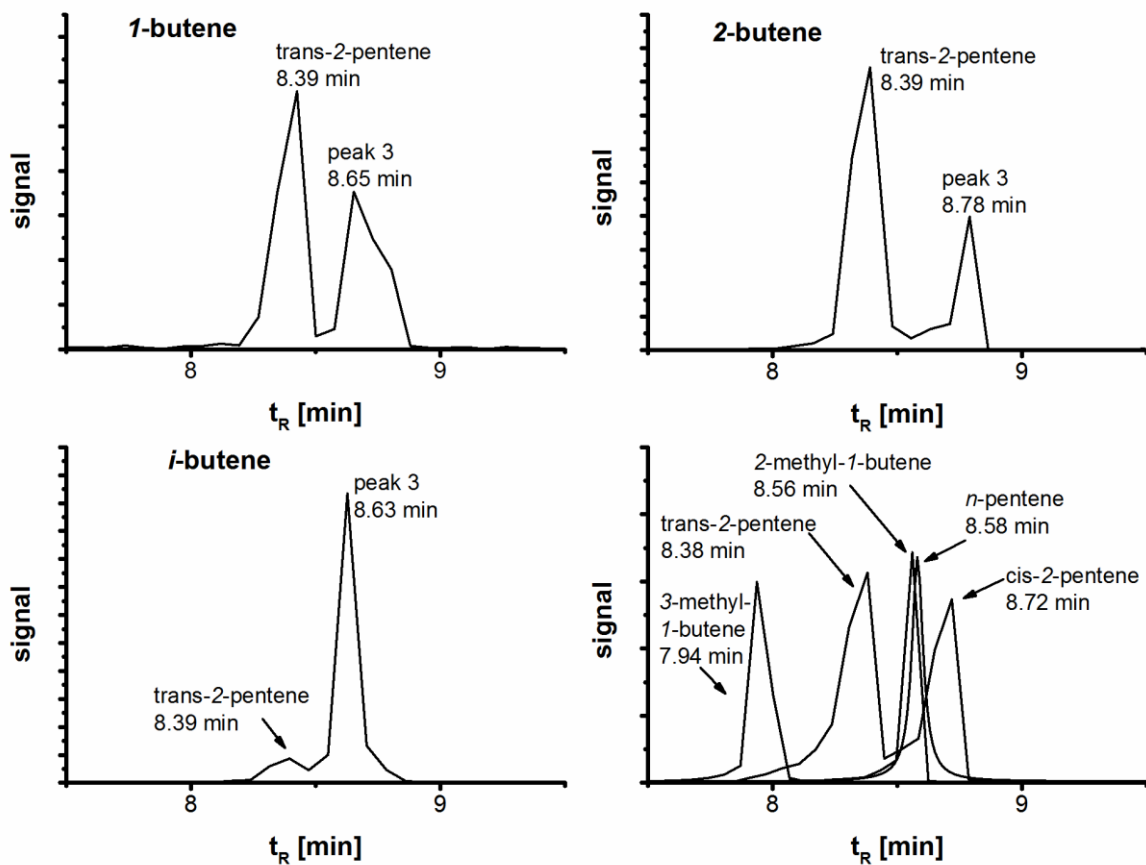 1-butene
trans-2-pentene
8.39 min
peak 3
8.65 min
signal
8
9
tR [min]
2-butene
trans-2-pentene
8.39 min
peak 3
8.78 min
signal
8
9
tR [min]
i-butene
peak 3
8.63 min
trans-2-pentene
8.39 min
signal
8
9
tR [min]
2-methyl-1-butene
8.56 min
n-pentene
8.58 min
trans-2-pentene
8.38 min
cis-2-pentene
8.72 min
3-methyl-
1-butene
7.94 min
signal
8
9
tR [min]